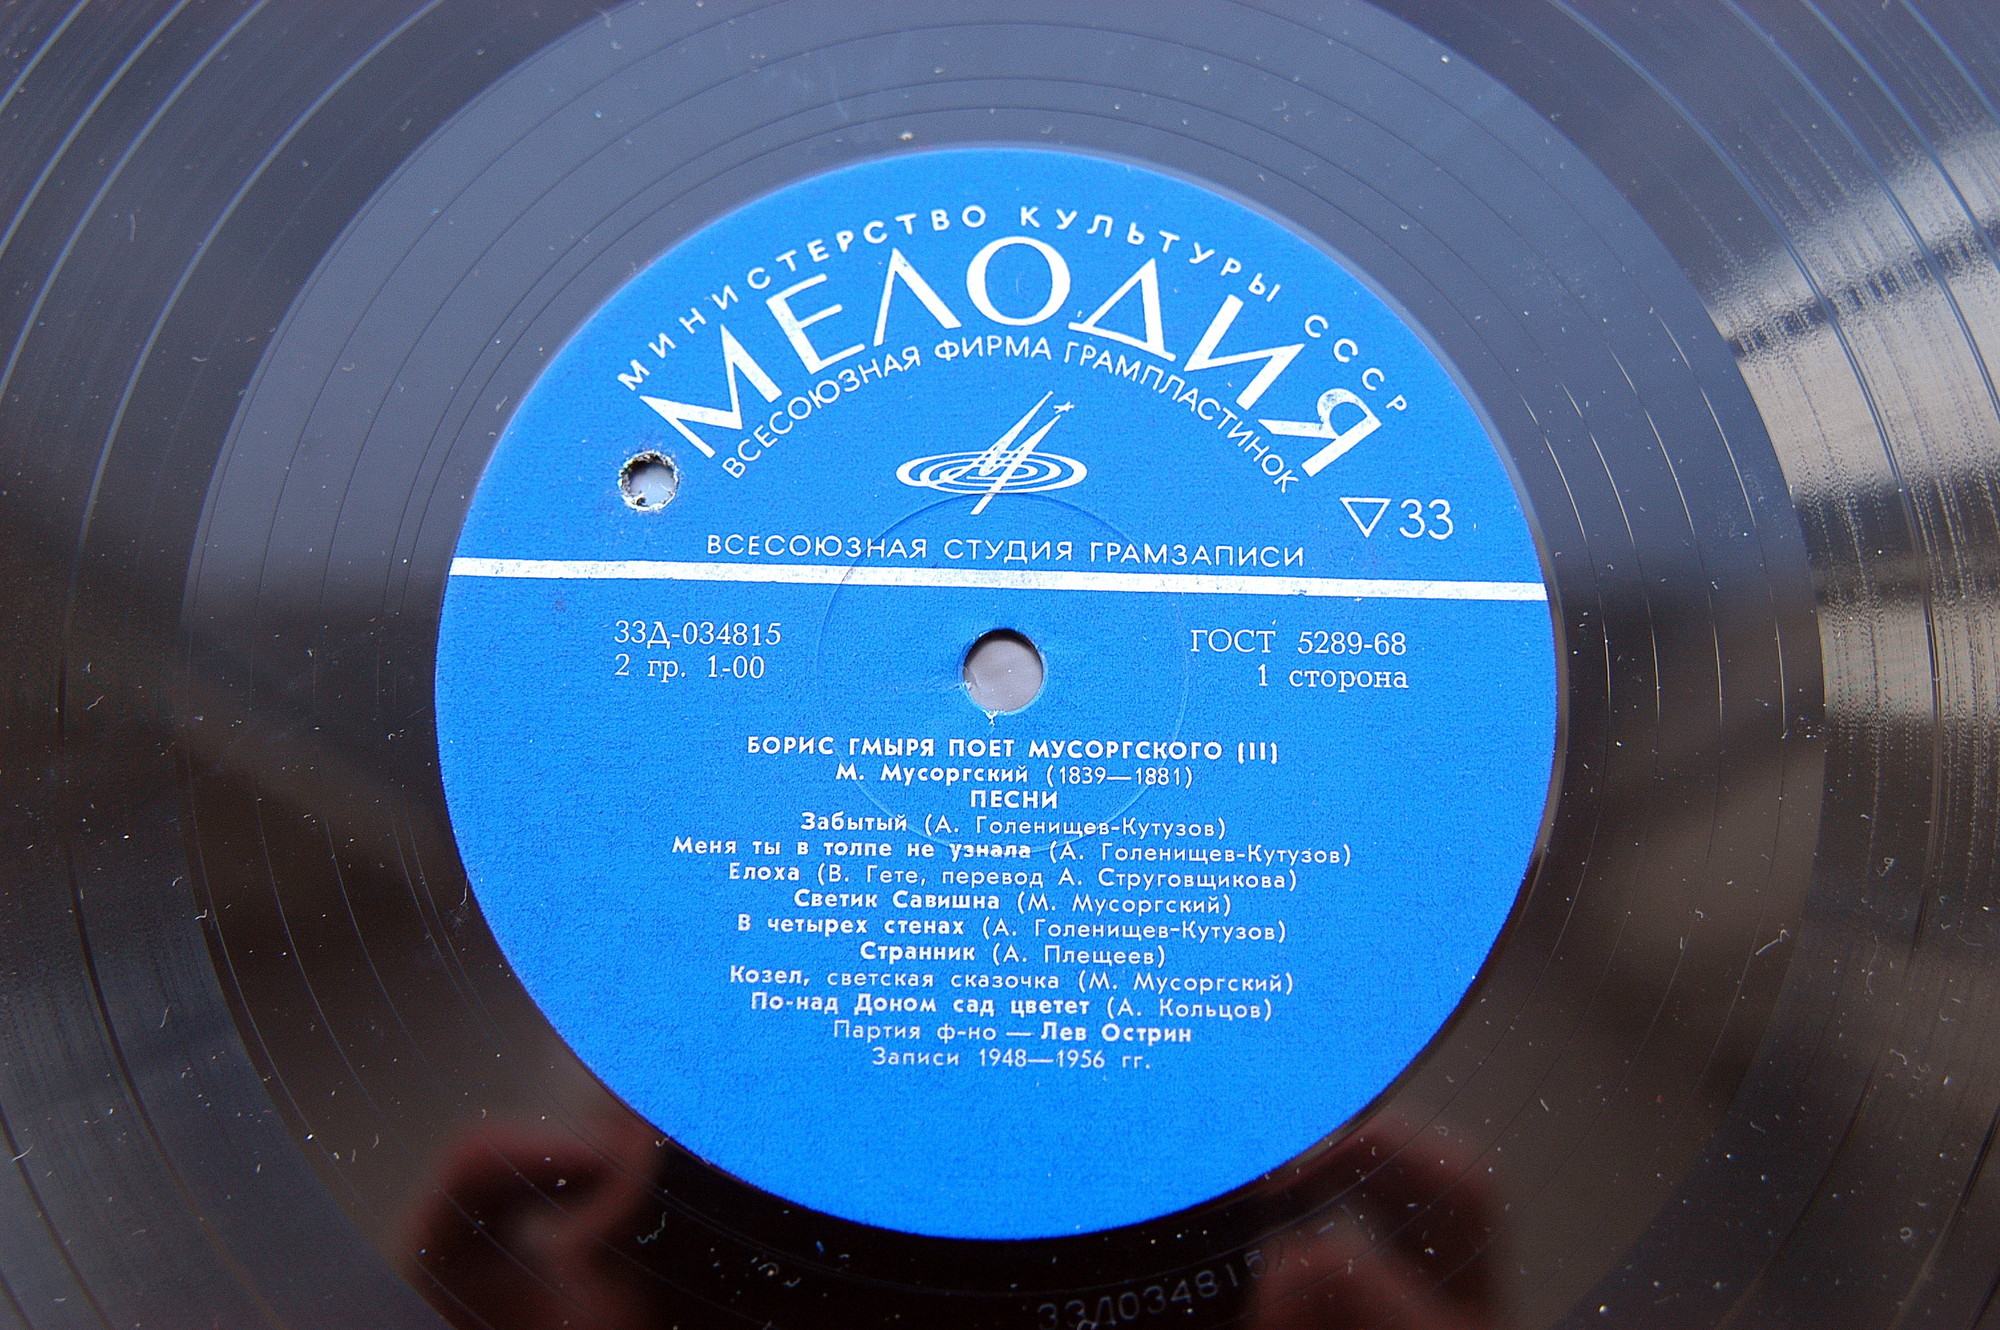 МИНИСТЕРСТВО КУЛЬТУРЫ СССР
МЕЛОДИЯ
ВСЕСОЮЗНАЯ ФИРМА ГРАМПЛАСТИНОК
▽33
ВСЕСОЮЗНАЯ СТУДИЯ ГРАМЗАПИСИ
33Д-034815
2 гр. 1-00
ГОСТ 5289-68
1 сторона
БОРИС ГМЫРЯ ПОЕТ МУСОРГСКОГО (II)
М. Мусоргский (1839—1881)
ПЕСНИ
Забытый (А. Голенищев-Кутузов)
Меня ты в толпе не узнала (А. Голенищев-Кутузов)
Елоха (В. Гете, перевод А. Струговщикова)
Светик Савишна (М. Мусоргский)
В четырех стенах (А. Голенищев-Кутузов)
Странник (А. Плещеев)
Козел, светская сказочка (М. Мусоргский)
По-над Доном сад цветет (А. Кольцов)
Партия ф-но — Лев Острин
Записи 1948—1956 гг.
33Д034815/